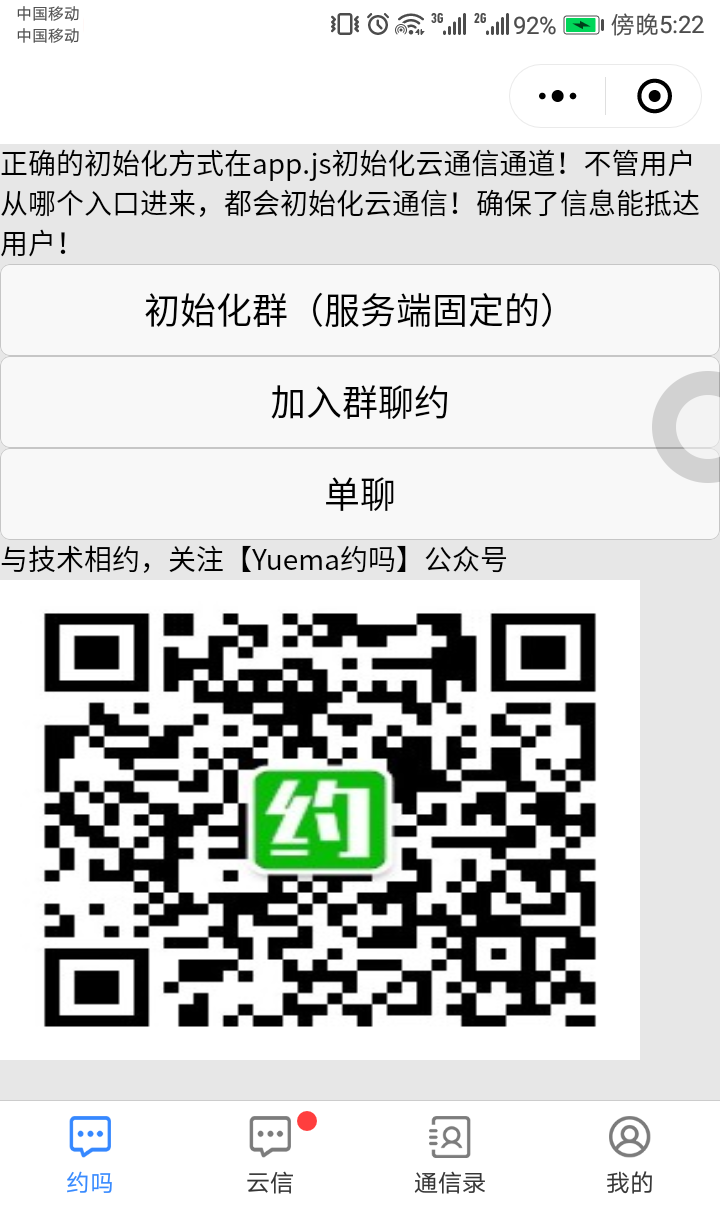 中国移动
中国移动
3G 2G 92% 傍晚5:22
正确的初始化方式在app.js初始化云通信通道！不管用户
从哪个入口进来，都会初始化云通信！确保了信息能抵达
用户！
初始化群（服务端固定的）
加入群聊约
单聊
与技术相约，关注【Yuema约吗】公众号
约
约吗 云信 通信录 我的